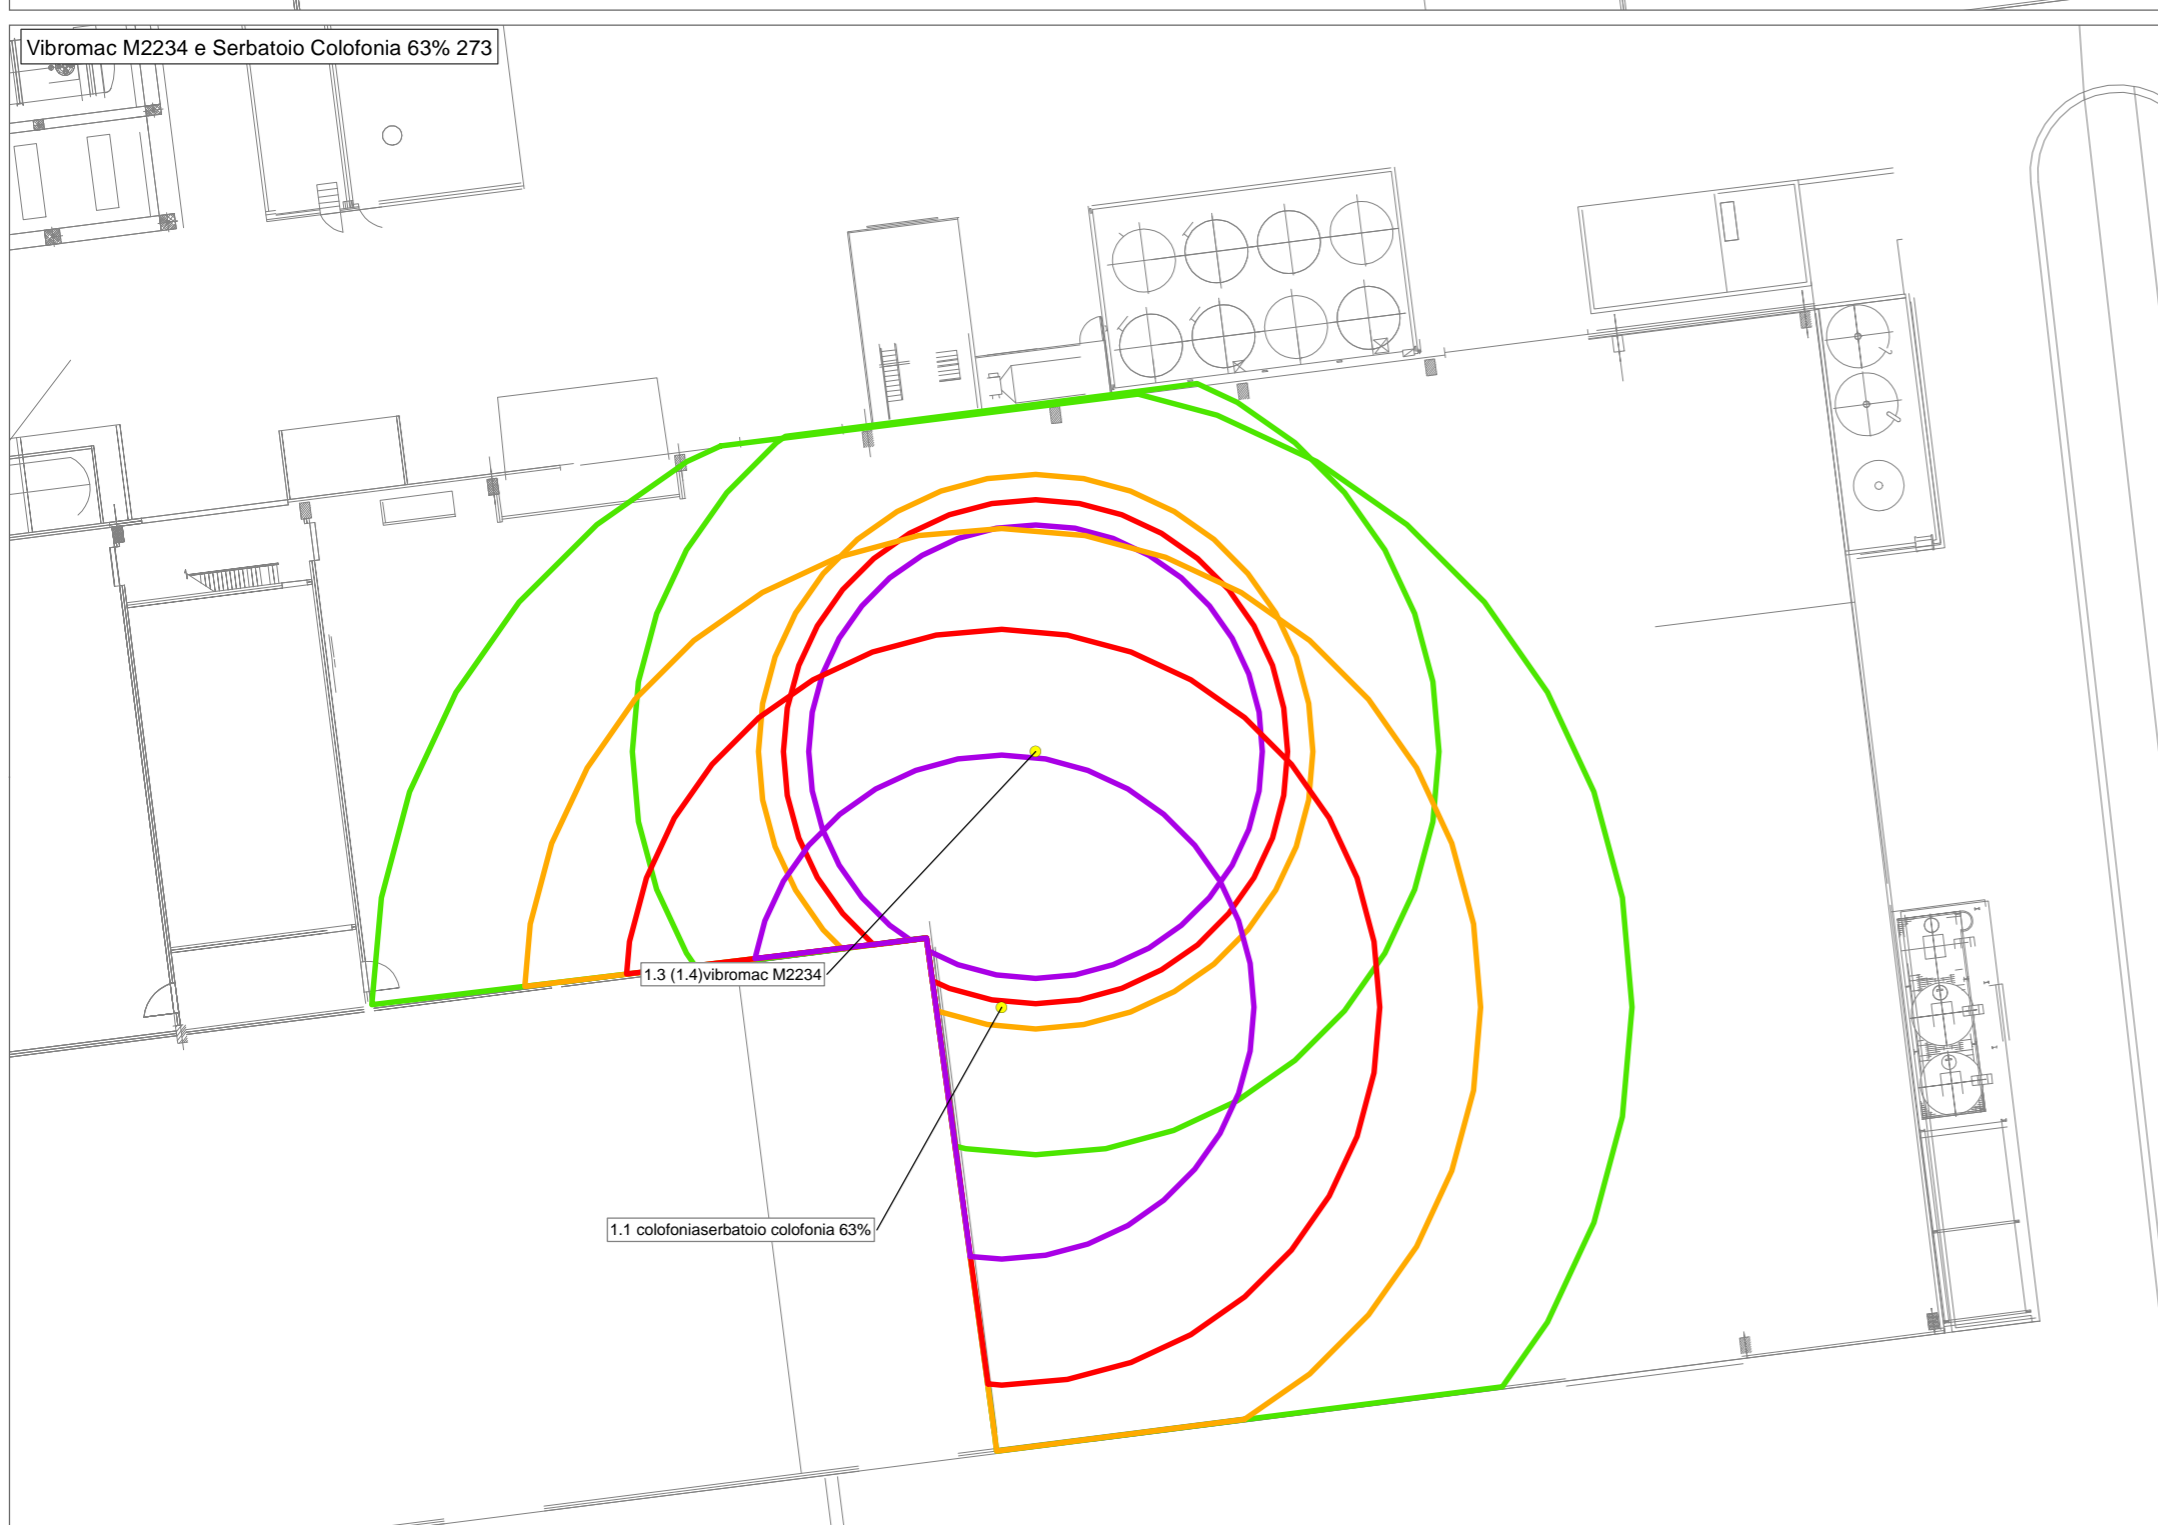 Vibromac M2234 e Serbatoio Colofonia 63% 273
1.3 (1.4)vibromac M2234
1.1 colofoniaserbatoio colofonia 63%